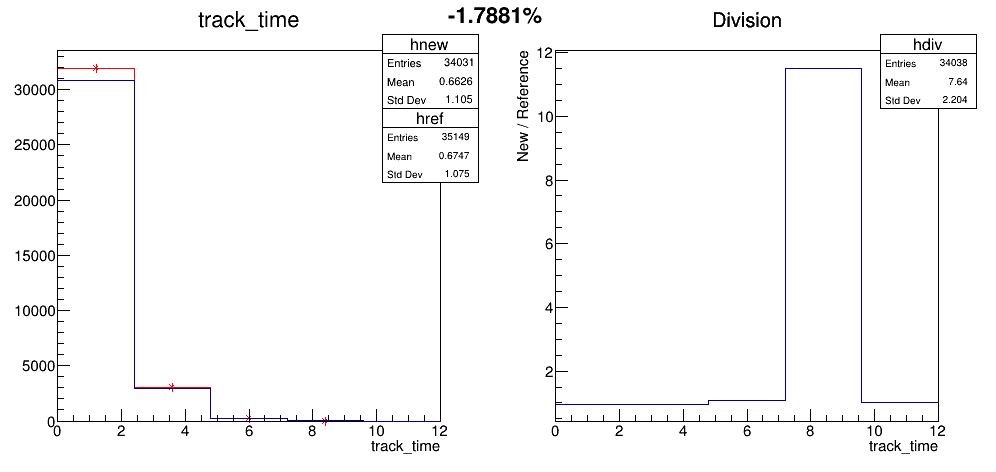 -1.7881%
track_time
hnew
Entries 34031
Mean 0.6626
Std Dev 1.105
href
Entries 35149
Mean 0.6747
Std Dev 1.075
30000
25000
20000
15000
10000
5000
0
0 2 4 6 8 10 12
track_time
Division
hdiv
Entries 34038
Mean 7.64
Std Dev 2.204
New / Reference
12
10
8
6
4
2
0 2 4 6 8 10 12
track_time